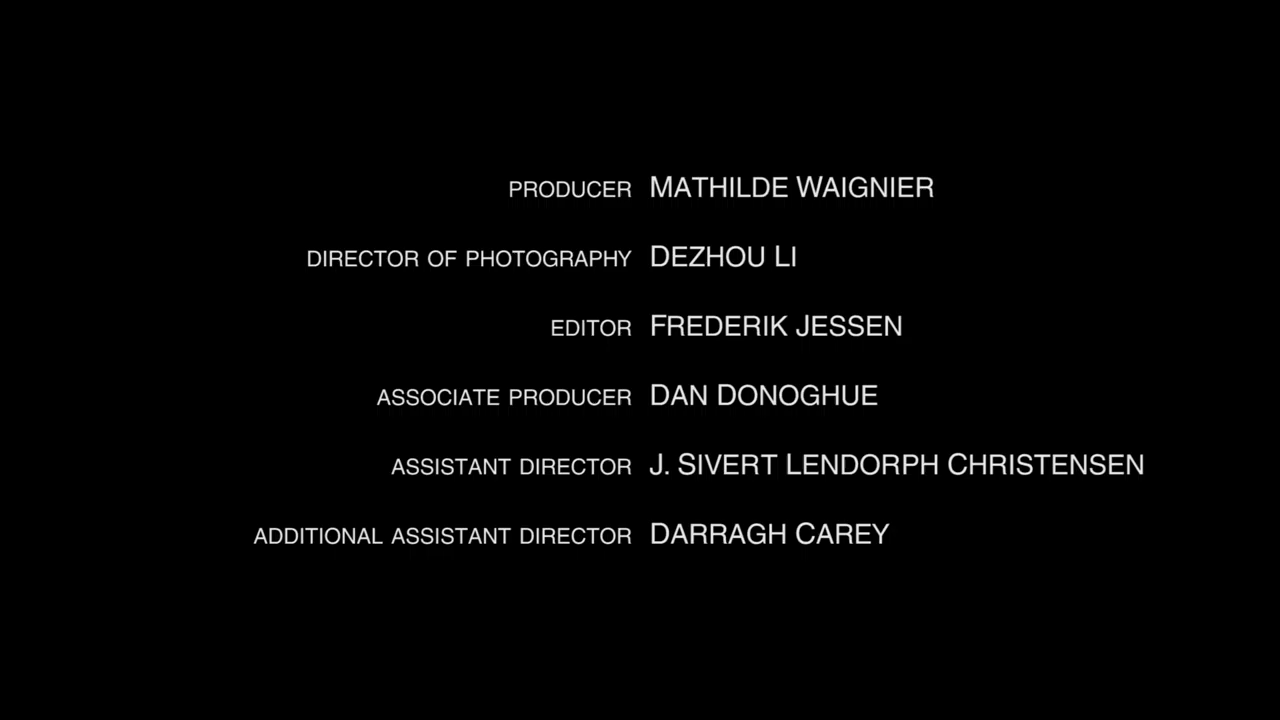 PRODUCER MATHILDE WAIGNIER
DIRECTOR OF PHOTOGRAPHY DEZHOU LI
EDITOR FREDERIK JESSEN
ASSOCIATE PRODUCER DAN DONOGHUE
ASSISTANT DIRECTOR J. SIVERT LENDORPH CHRISTENSEN
ADDITIONAL ASSISTANT DIRECTOR DARRAGH CAREY